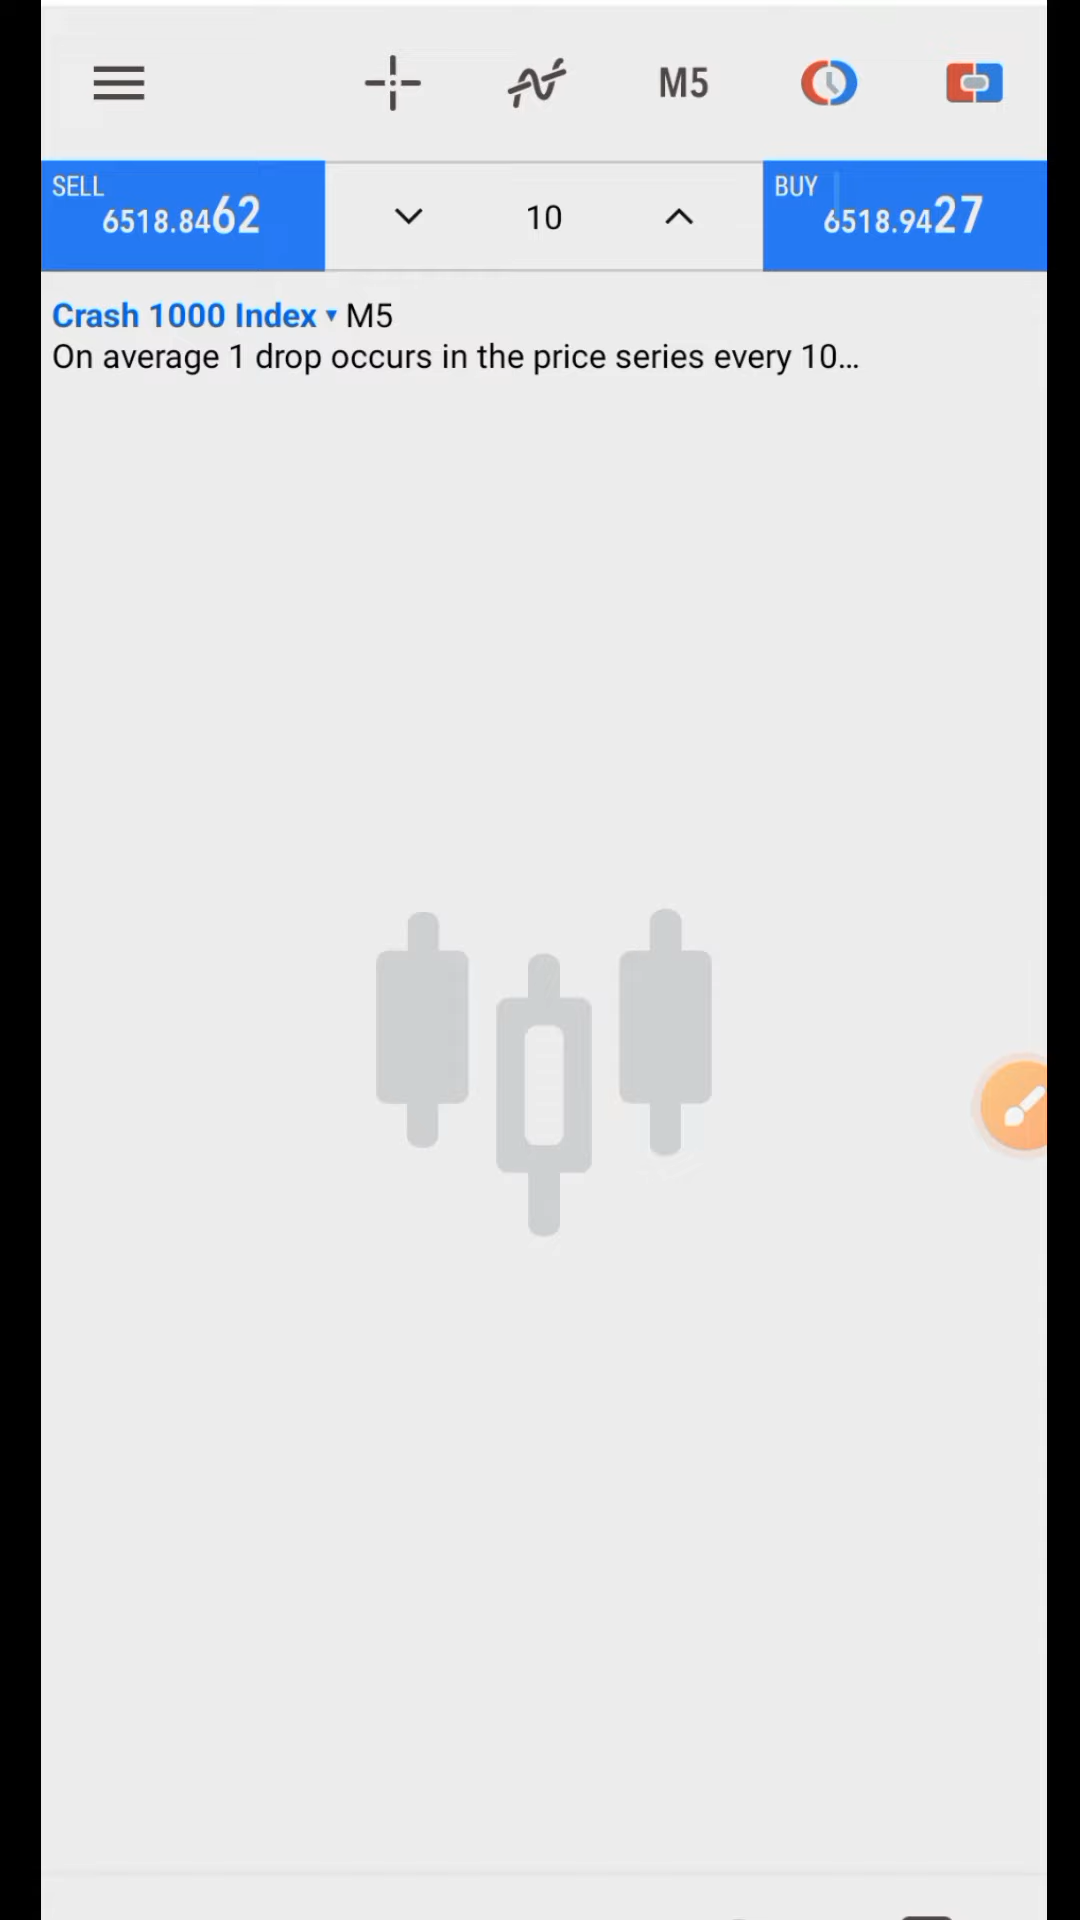 M5
SELL
6518.8462
10
BUY
6518.9427
Crash 1000 Index ▾ M5
On average 1 drop occurs in the price series every 10...